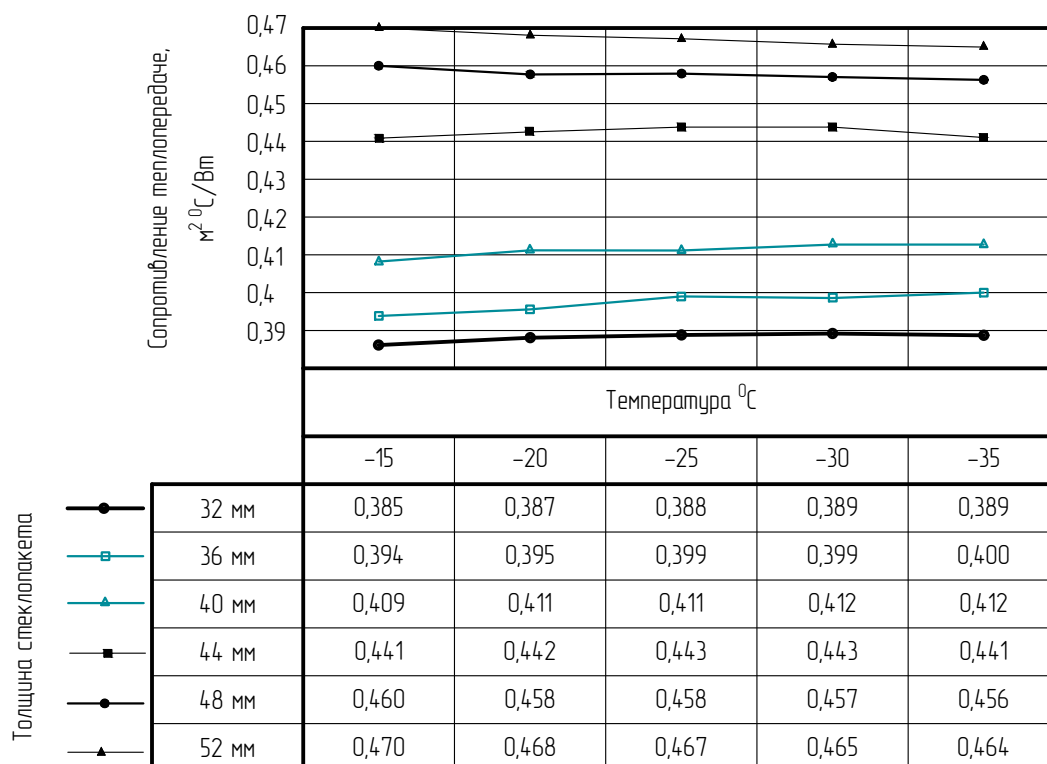 Сопротивление теплопередаче,
м² ⁰С/Вт
0,47
0,46
0,45
0,44
0,43
0,42
0,41
0,4
0,39
Температура ⁰С
–15 –20 –25 –30 –35
Толщина стеклопакета
32 мм 0,385 0,387 0,388 0,389 0,389
36 мм 0,394 0,395 0,399 0,399 0,400
40 мм 0,409 0,411 0,411 0,412 0,412
44 мм 0,441 0,442 0,443 0,443 0,441
48 мм 0,460 0,458 0,458 0,457 0,456
52 мм 0,470 0,468 0,467 0,465 0,464